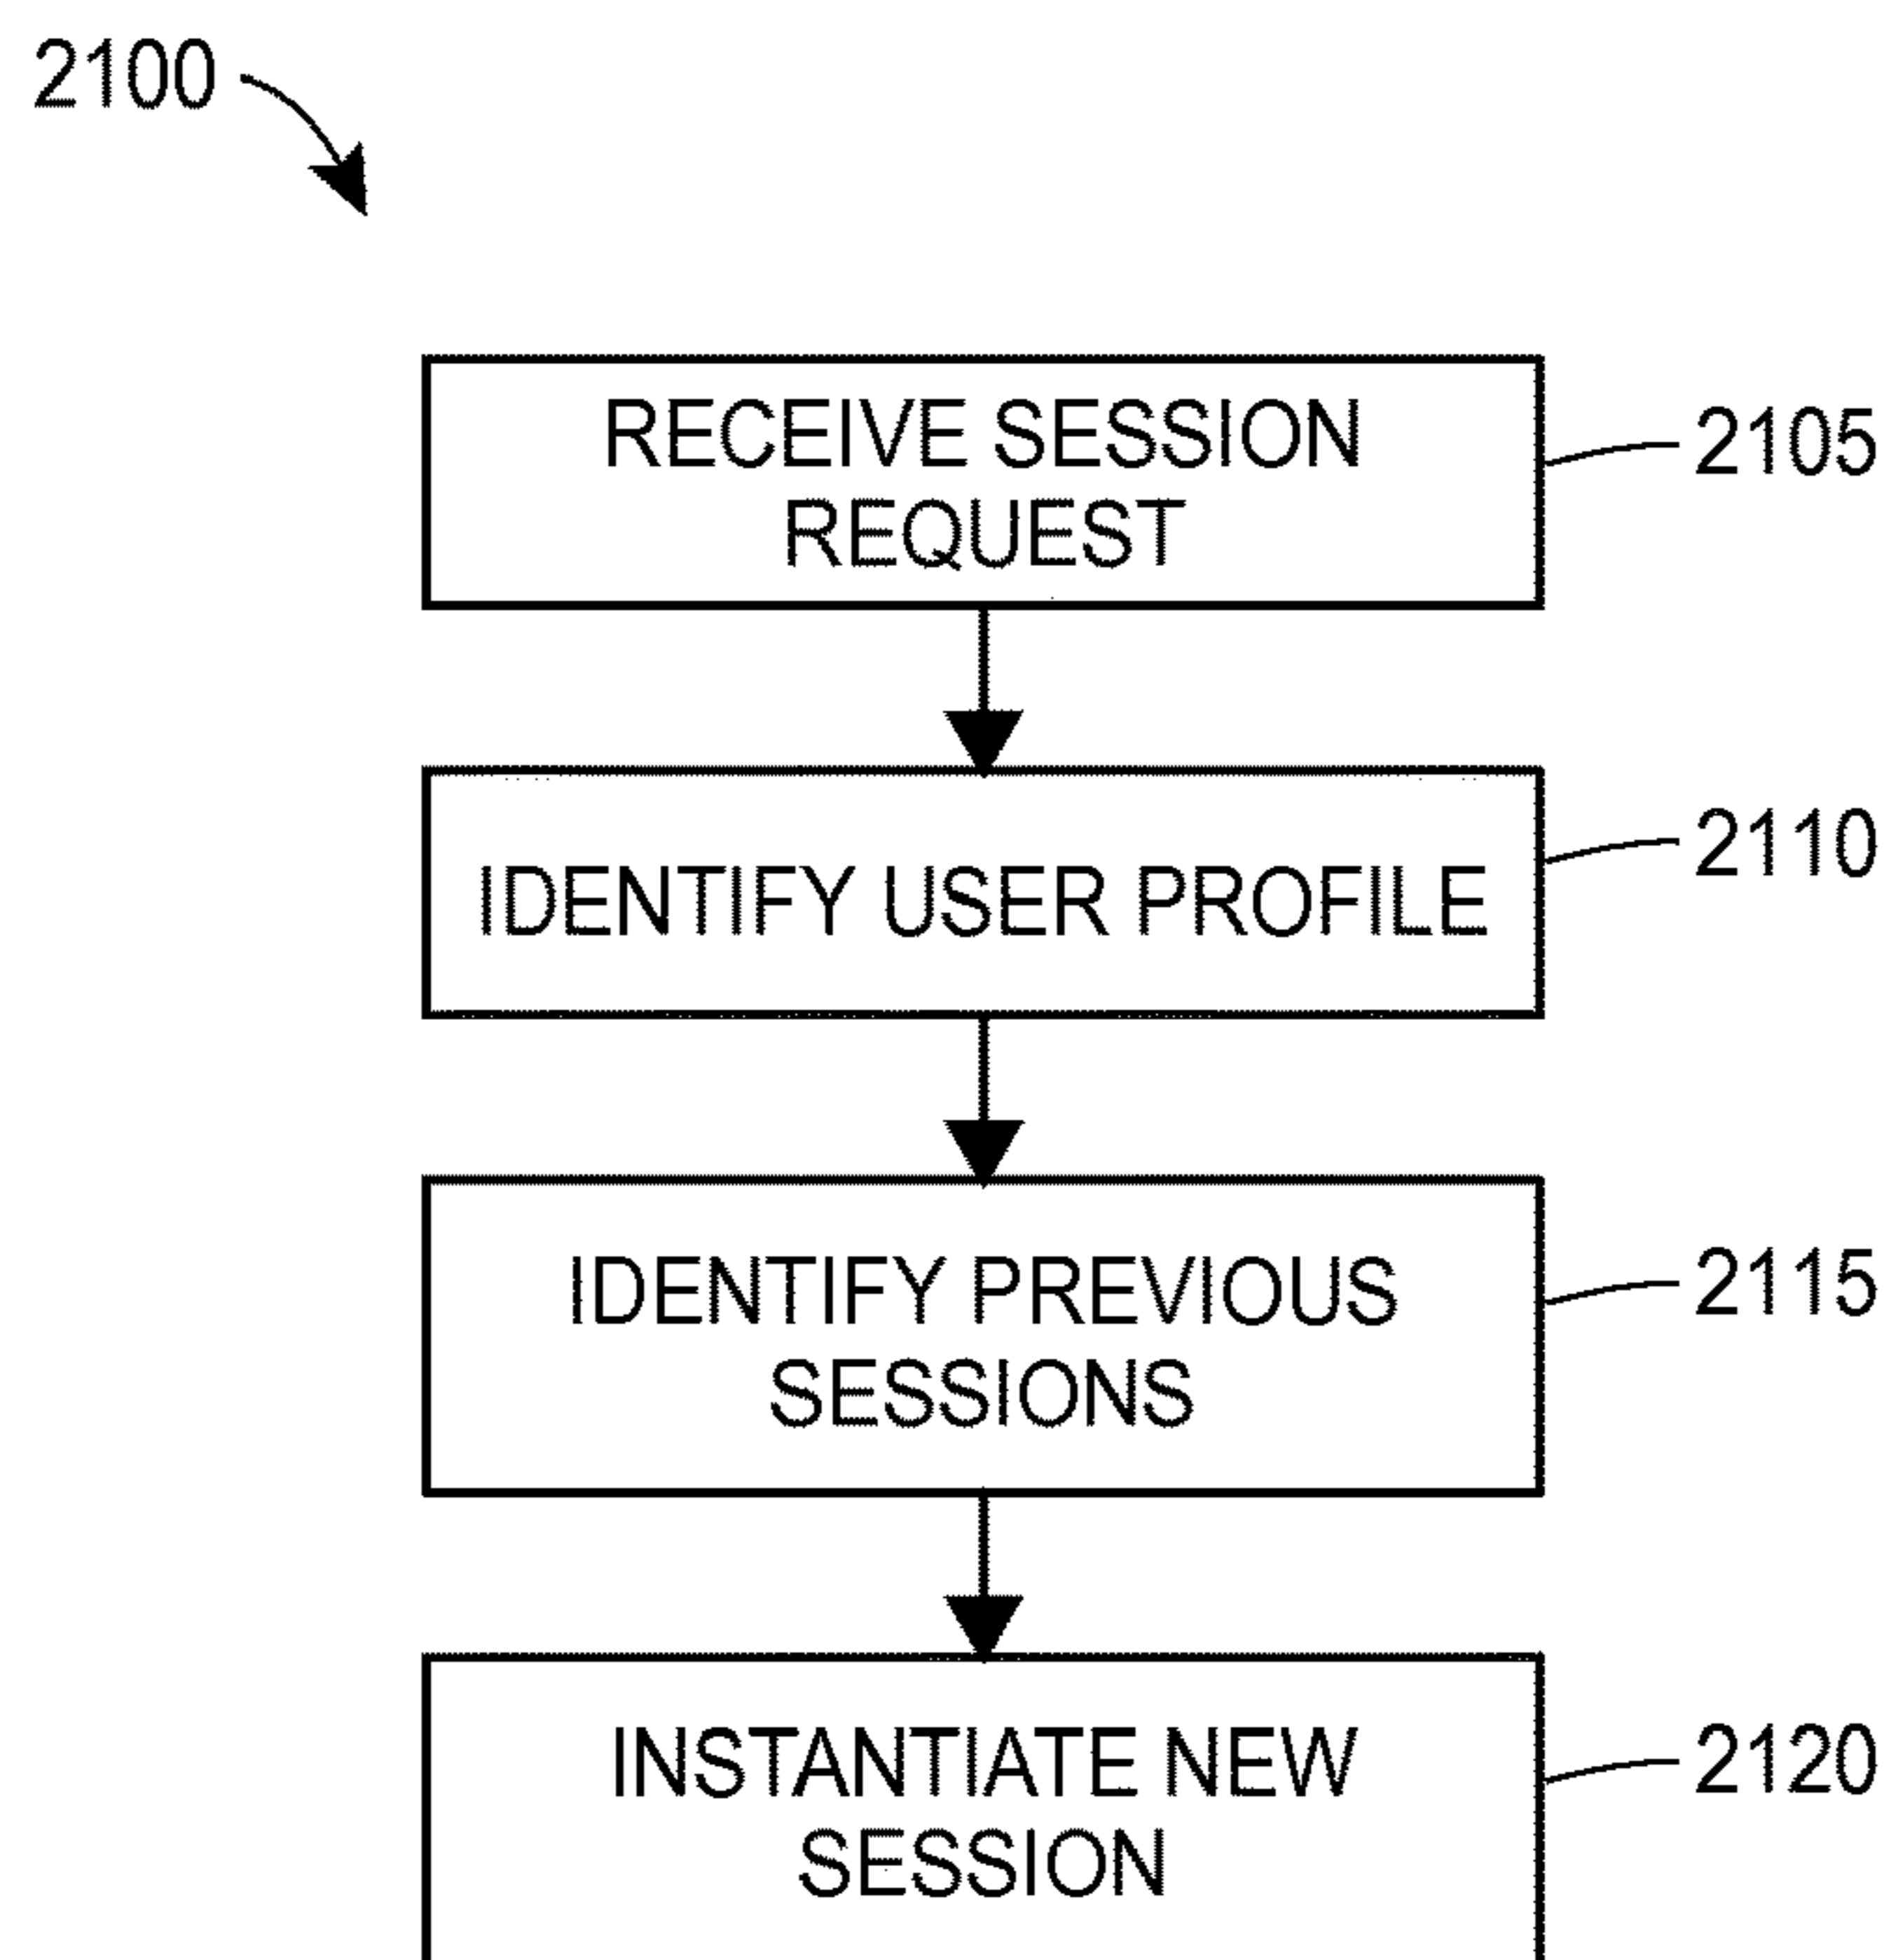 2100
RECEIVE SESSION
REQUEST
2105
IDENTIFY USER PROFILE
2110
IDENTIFY PREVIOUS
SESSIONS
2115
INSTANTIATE NEW
SESSION
2120